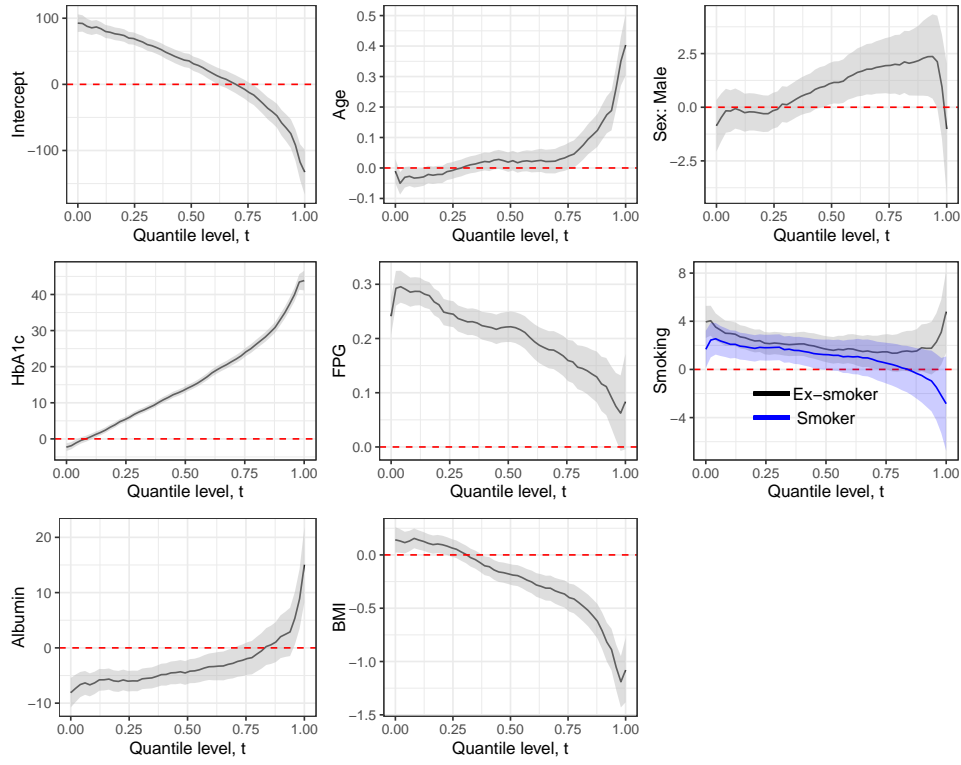 Intercept
100
0
−100
0.00 0.25 0.50 0.75 1.00
Quantile level, t
Age
0.5
0.4
0.3
0.2
0.1
0.0
−0.1
0.00 0.25 0.50 0.75 1.00
Quantile level, t
Sex: Male
2.5
0.0
−2.5
0.00 0.25 0.50 0.75 1.00
Quantile level, t
HbA1c
40
30
20
10
0
0.00 0.25 0.50 0.75 1.00
Quantile level, t
FPG
0.3
0.2
0.1
0.0
0.00 0.25 0.50 0.75 1.00
Quantile level, t
Smoking
8
4
0
−4
Ex−smoker
Smoker
0.00 0.25 0.50 0.75 1.00
Quantile level, t
Albumin
20
10
0
−10
0.00 0.25 0.50 0.75 1.00
Quantile level, t
BMI
0.0
−0.5
−1.0
−1.5
0.00 0.25 0.50 0.75 1.00
Quantile level, t